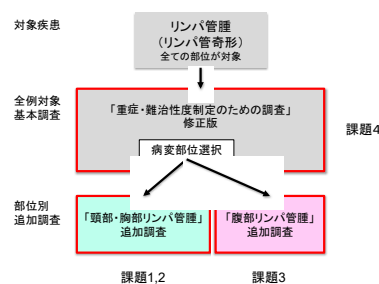 対象疾患
リンパ管腫
（リンパ管奇形）
全ての部位が対象
全例対象
基本調査
「重症・難治性度制定のための調査」
修正版
病変部位選択
課題4
部位別
追加調査
「頸部・胸部リンパ管腫」
追加調査
「腹部リンパ管腫」
追加調査
課題1,2
課題3